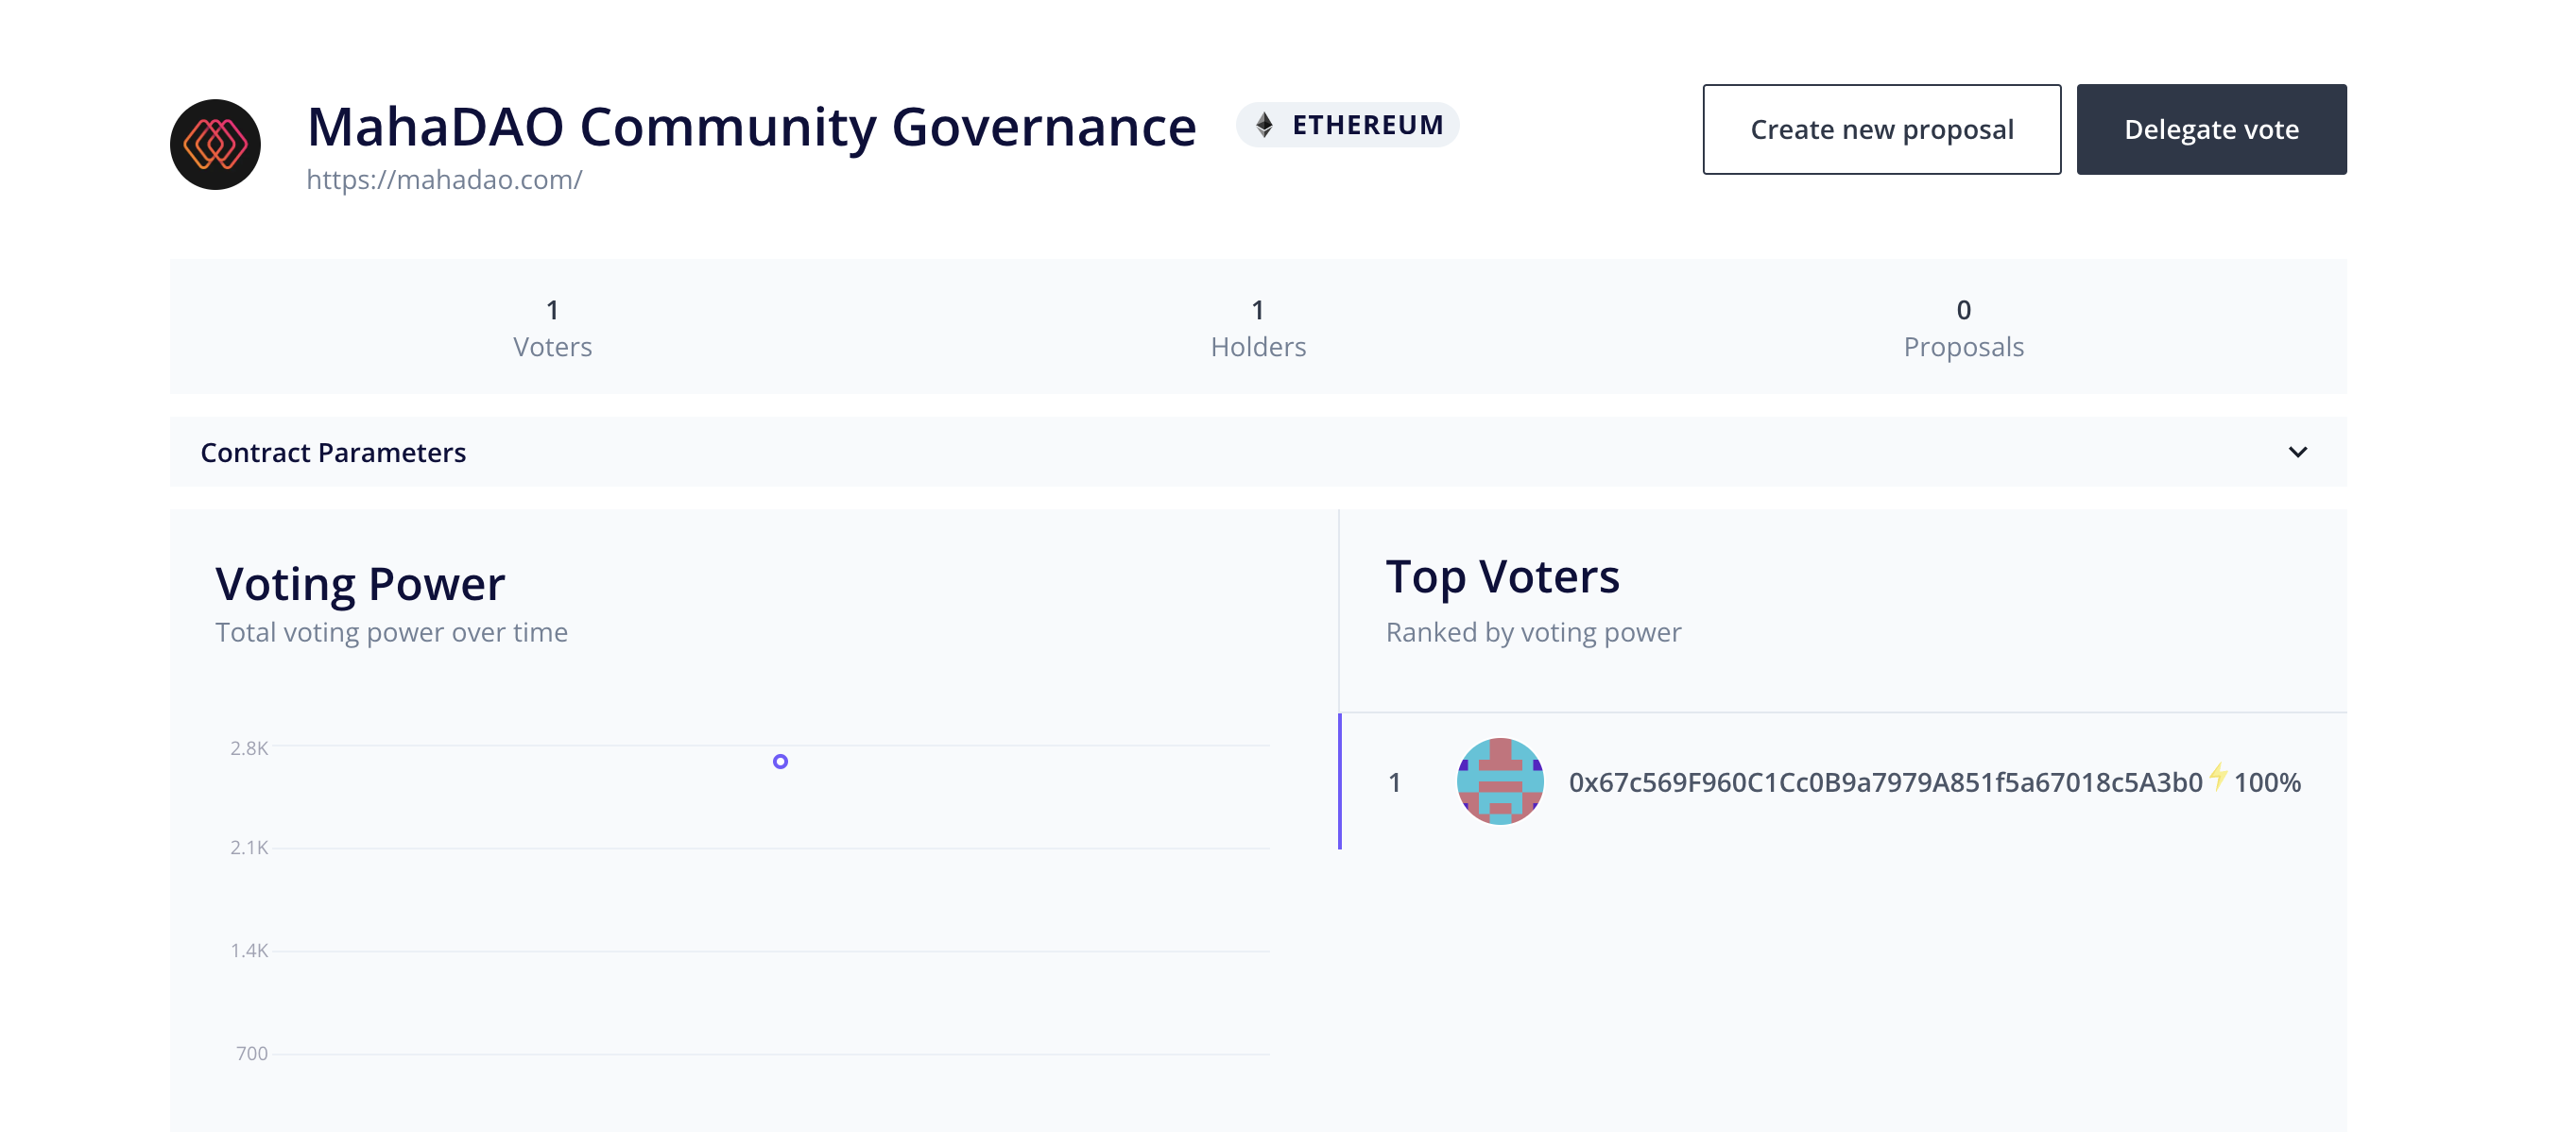 MahaDAO Community Governance
ETHEREUM
https://mahadao.com/
Create new proposal
Delegate vote
1
Voters
1
Holders
0
Proposals
Contract Parameters
Voting Power
Total voting power over time
2.8K
2.1K
1.4K
700
Top Voters
Ranked by voting power
1 0x67c569F960C1Cc0B9a7979A851f5a67018c5A3b0⚡100%